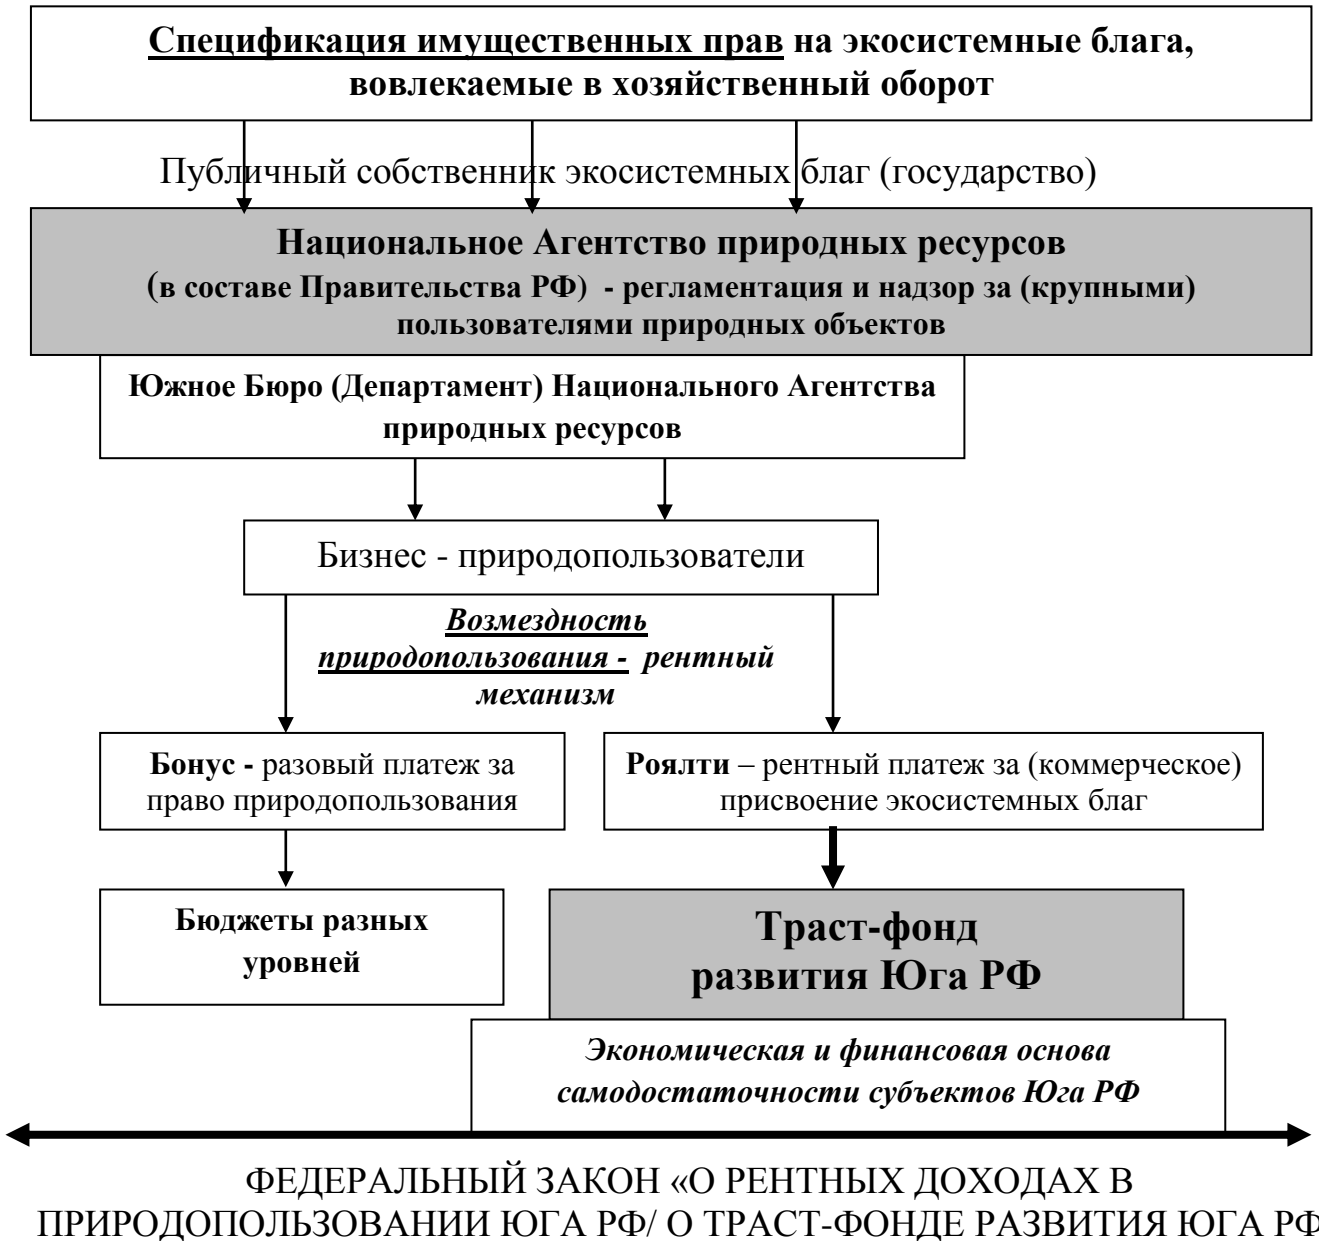 Спецификация имущественных прав на экосистемные блага,
вовлекаемые в хозяйственный оборот
Публичный собственник экосистемных благ (государство)
Национальное Агентство природных ресурсов
(в составе Правительства РФ) - регламентация и надзор за (крупными)
пользователями природных объектов
Южное Бюро (Департамент) Национального Агентства
природных ресурсов
Бизнес - природопользователи
Возмездность
природопользования - рентный
механизм
Бонус - разовый платеж за
право природопользования
Роялти – рентный платеж за (коммерческое)
присвоение экосистемных благ
Бюджеты разных
уровней
Траст-фонд
развития Юга РФ
Экономическая и финансовая основа
самодостаточности субъектов Юга РФ
ФЕДЕРАЛЬНЫЙ ЗАКОН «О РЕНТНЫХ ДОХОДАХ В
ПРИРОДОПОЛЬЗОВАНИИ ЮГА РФ/ О ТРАСТ-ФОНДЕ РАЗВИТИЯ ЮГА РФ